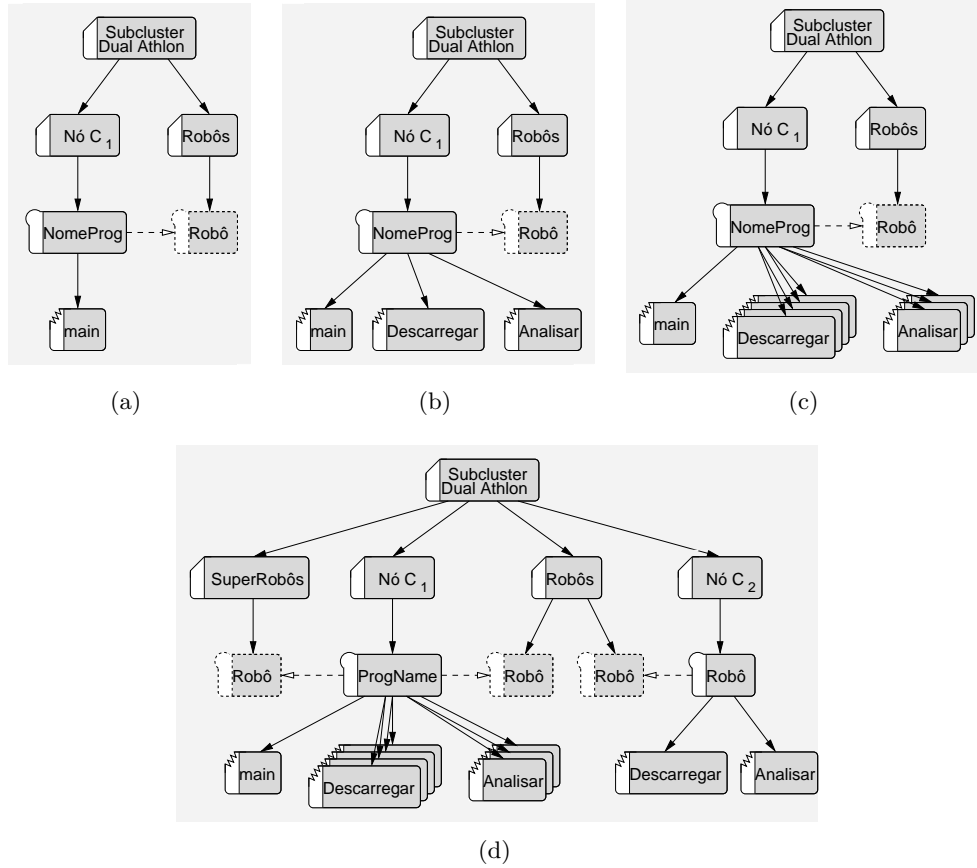 Subcluster
Dual Athlon
Nó C 1
Robôs
NomeProg
Robô
main
(a)
Subcluster
Dual Athlon
Nó C 1
Robôs
NomeProg
Robô
main
Descarregar
Analisar
(b)
Subcluster
Dual Athlon
Nó C 1
Robôs
NomeProg
Robô
main
Descarregar
Analisar
(c)
Subcluster
Dual Athlon
SuperRobôs
Nó C 1
Robôs
Nó C 2
Robô
ProgName
Robô
Robô
Robô
main
Descarregar
Analisar
Descarregar
Analisar
(d)